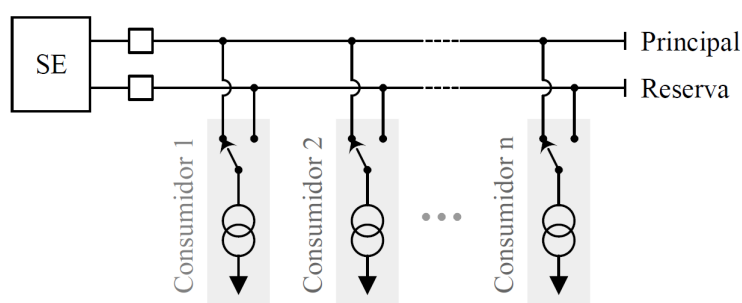 SE
Principal
Reserva
Consumidor 1
Consumidor 2
Consumidor n